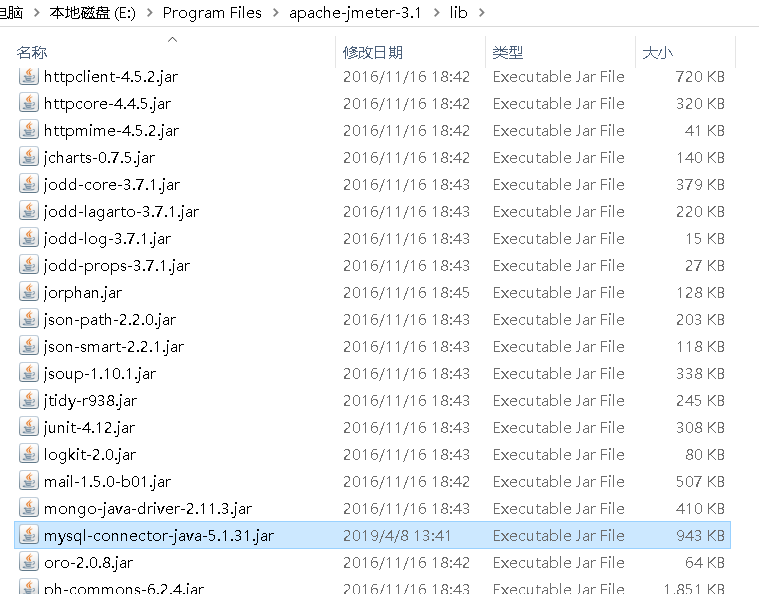 电脑 > 本地磁盘 (E:) > Program Files > apache-jmeter-3.1 > lib >
名称 修改日期 类型 大小
httpclient-4.5.2.jar 2016/11/16 18:42 Executable Jar File 720 KB
httpcore-4.4.5.jar 2016/11/16 18:42 Executable Jar File 320 KB
httpmime-4.5.2.jar 2016/11/16 18:42 Executable Jar File 41 KB
jcharts-0.7.5.jar 2016/11/16 18:42 Executable Jar File 140 KB
jodd-core-3.7.1.jar 2016/11/16 18:43 Executable Jar File 379 KB
jodd-lagarto-3.7.1.jar 2016/11/16 18:43 Executable Jar File 220 KB
jodd-log-3.7.1.jar 2016/11/16 18:43 Executable Jar File 15 KB
jodd-props-3.7.1.jar 2016/11/16 18:43 Executable Jar File 27 KB
jorphan.jar 2016/11/16 18:45 Executable Jar File 128 KB
json-path-2.2.0.jar 2016/11/16 18:43 Executable Jar File 203 KB
json-smart-2.2.1.jar 2016/11/16 18:43 Executable Jar File 118 KB
jsoup-1.10.1.jar 2016/11/16 18:43 Executable Jar File 338 KB
jtidy-r938.jar 2016/11/16 18:43 Executable Jar File 245 KB
junit-4.12.jar 2016/11/16 18:43 Executable Jar File 308 KB
logkit-2.0.jar 2016/11/16 18:43 Executable Jar File 80 KB
mail-1.5.0-b01.jar 2016/11/16 18:42 Executable Jar File 507 KB
mongo-java-driver-2.11.3.jar 2016/11/16 18:43 Executable Jar File 410 KB
mysql-connector-java-5.1.31.jar 2019/4/8 13:41 Executable Jar File 943 KB
oro-2.0.8.jar 2016/11/16 18:42 Executable Jar File 64 KB
ph-commons-6.2.4.jar 2016/11/16 18:43 Executable Jar File 1,851 KB